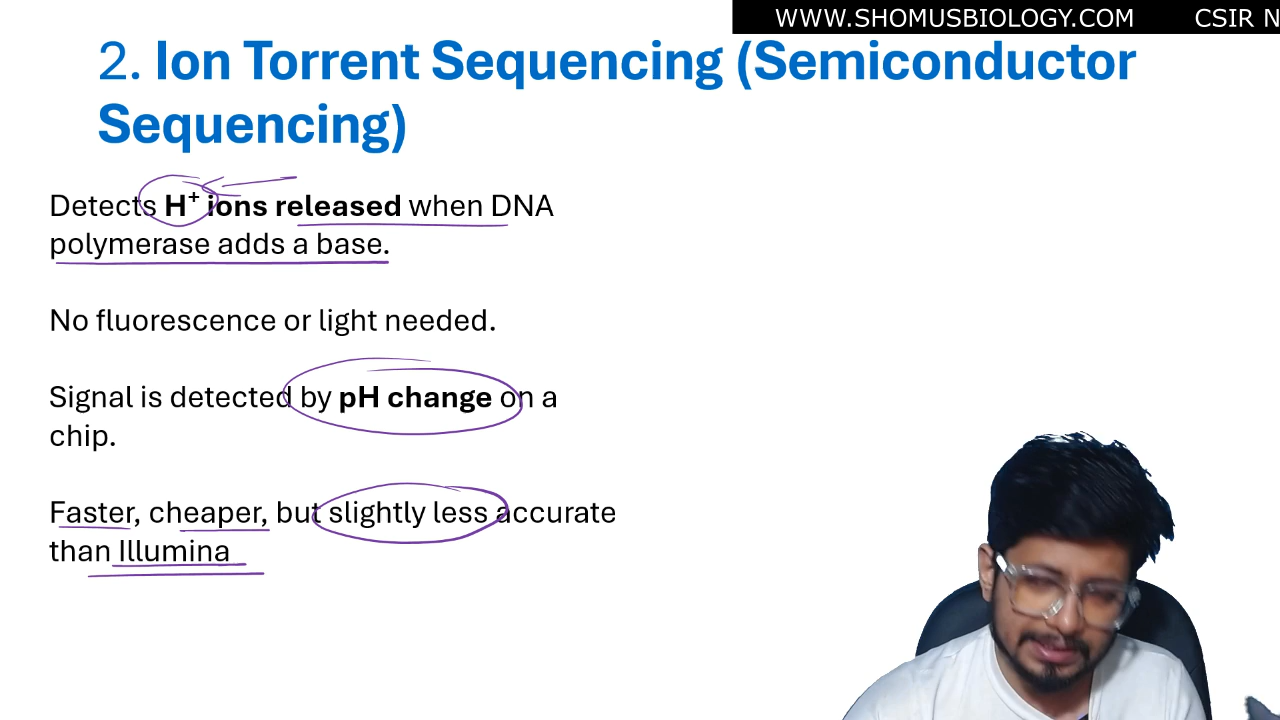 WWW.SHOMUSBIOLOGY.COM CSIR N
2. Ion Torrent Sequencing (Semiconductor
Sequencing)
Detects H⁺ ions released when DNA
polymerase adds a base.
No fluorescence or light needed.
Signal is detected by pH change on a
chip.
Faster, cheaper, but slightly less accurate
than Illumina